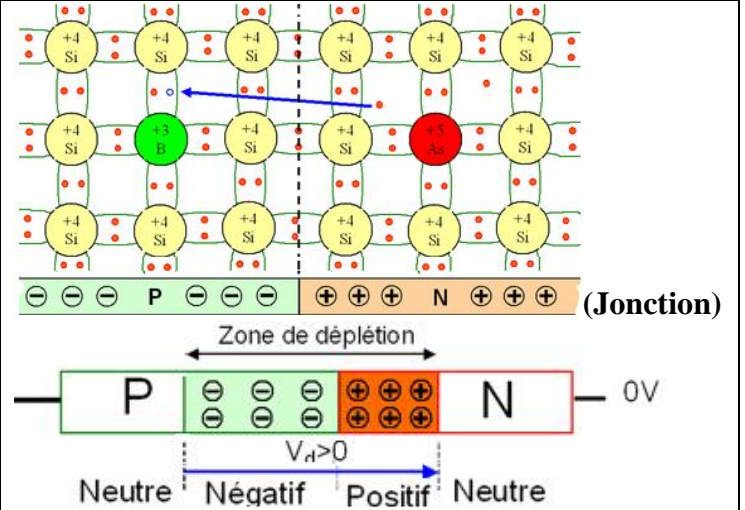 +4 +4 +4 +4 +4 +4
Si Si Si Si Si Si
+4 +3 +4 +4 +5 +4
Si B Si Si As Si
+4 +4 +4 +4 +4 +4
Si Si Si Si Si Si
⊖ ⊖ ⊖ P ⊖ ⊖ ⊖ ⊕ ⊕ ⊕ N ⊕ ⊕ ⊕ (Jonction)
Zone de déplétion
P ⊖ ⊖ ⊖ ⊕ ⊕ ⊕ N 0V
⊖ ⊖ ⊖ ⊕ ⊕ ⊕
Vd>0
Neutre Négatif Positif Neutre